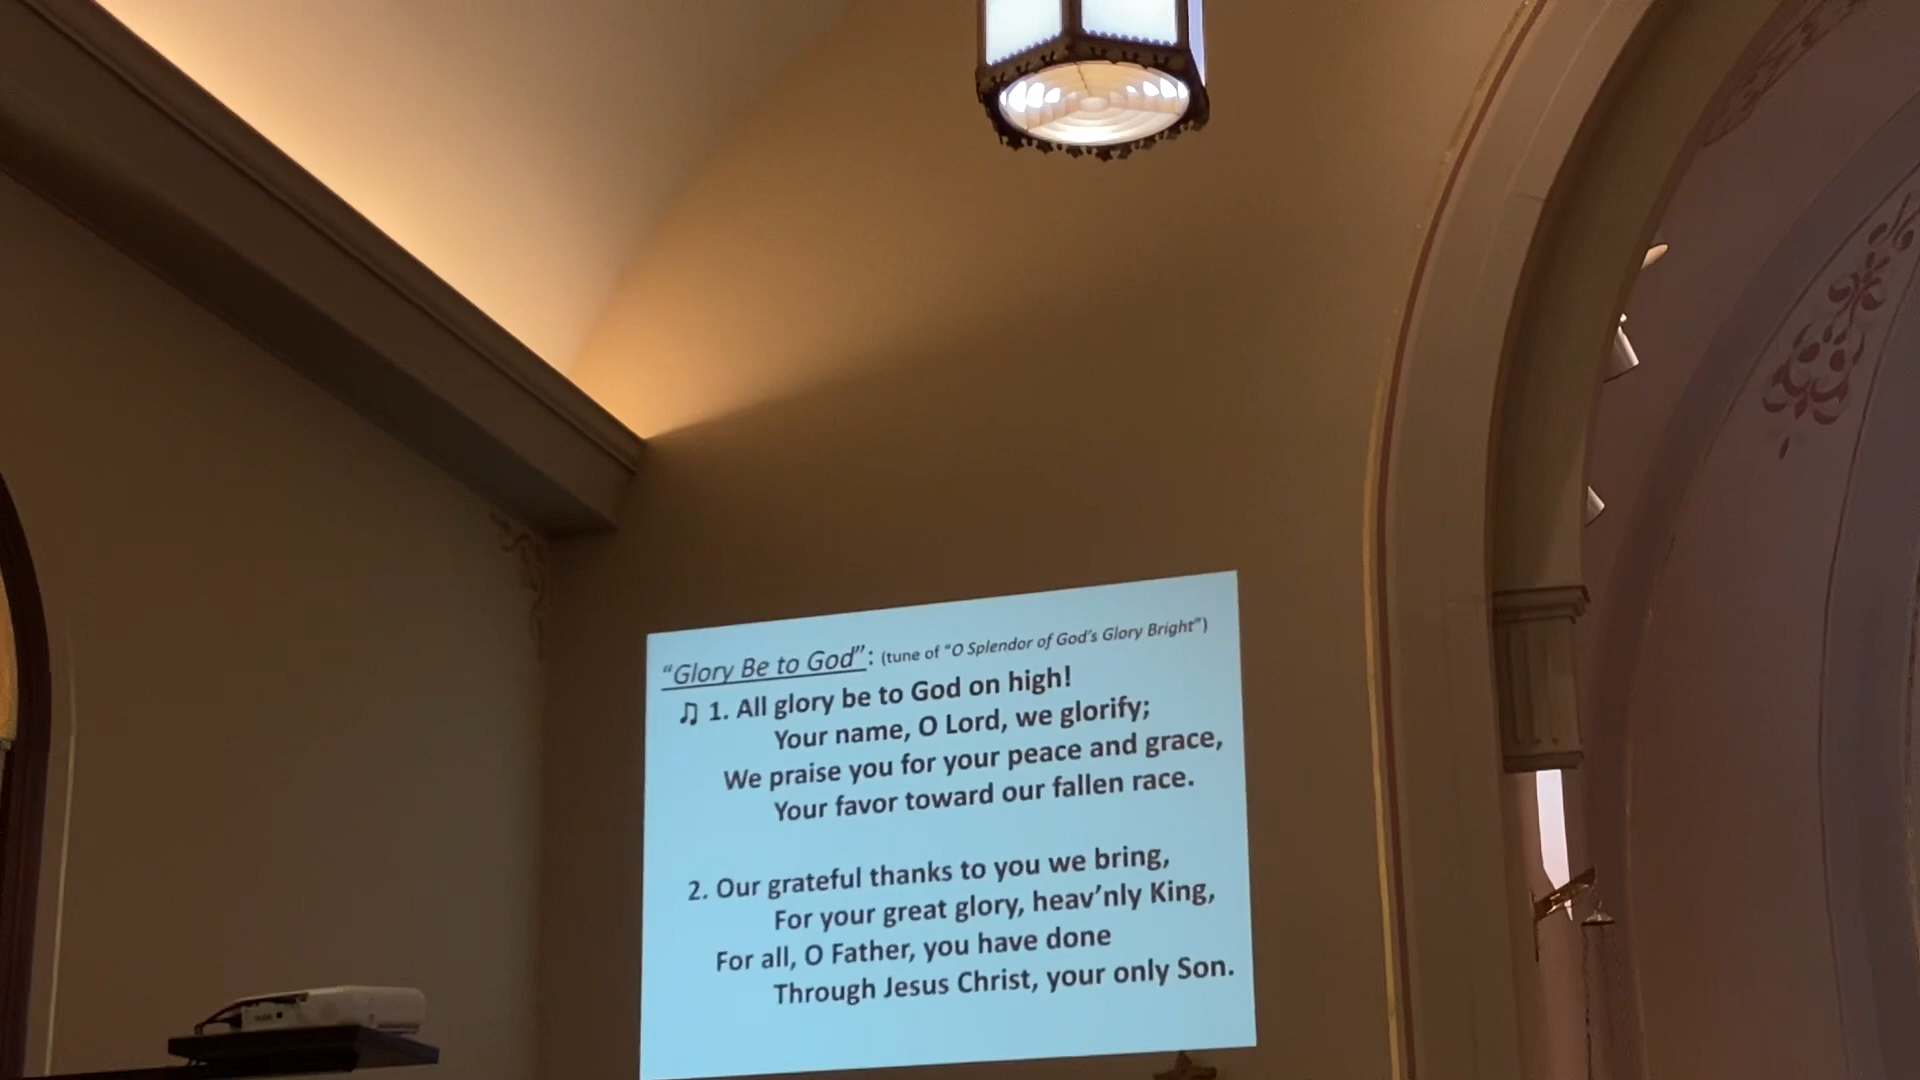 “Glory Be to God”: (tune of “O Splendor of God’s Glory Bright”)
♫ 1. All glory be to God on high!
Your name, O Lord, we glorify;
We praise you for your peace and grace,
Your favor toward our fallen race.
2. Our grateful thanks to you we bring,
For your great glory, heav’nly King,
For all, O Father, you have done
Through Jesus Christ, your only Son.